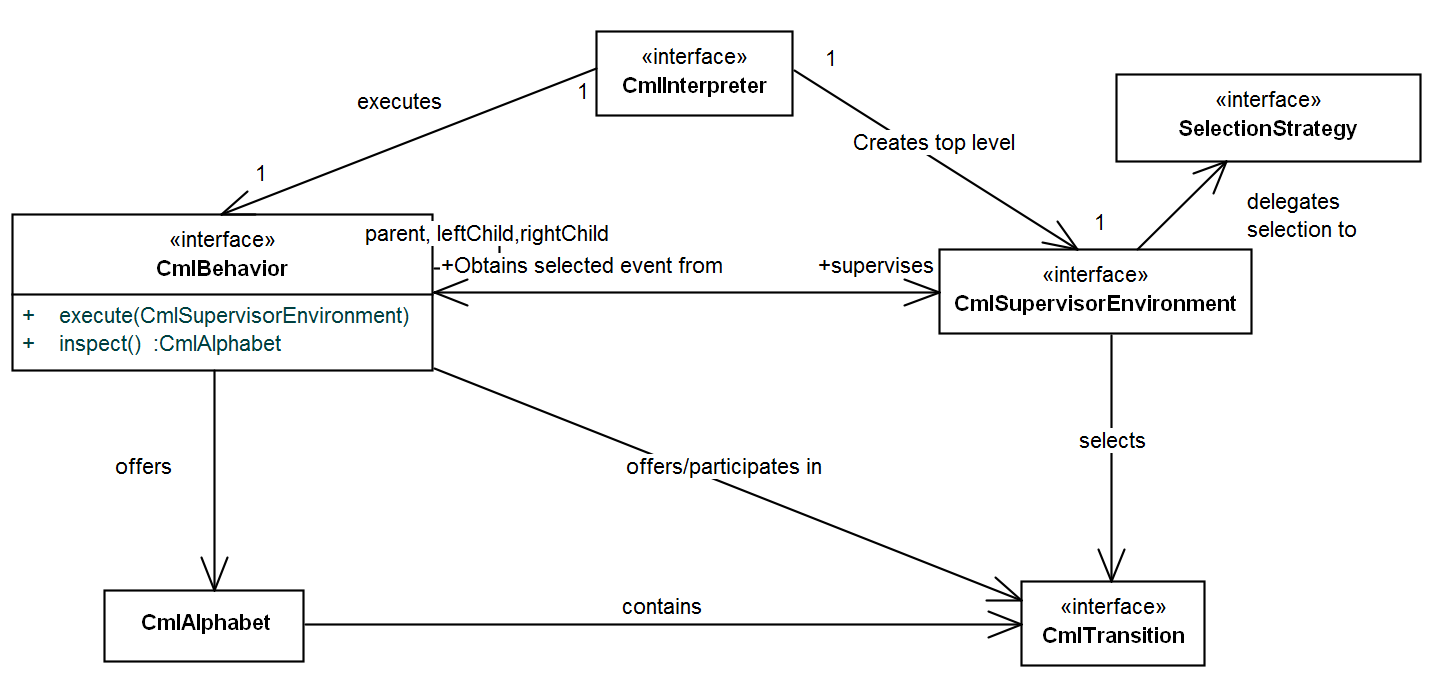 «interface»
CmlInterpreter
1
1
executes
Creates top level
«interface»
SelectionStrategy
delegates
selection to
1
1
«interface»
CmlBehavior
+ execute(CmlSupervisorEnvironment)
+ inspect() :CmlAlphabet
parent, leftChild,rightChild
+Obtains selected event from
+supervises
«interface»
CmlSupervisorEnvironment
selects
offers
offers/participates in
CmlAlphabet
contains
«interface»
CmlTransition